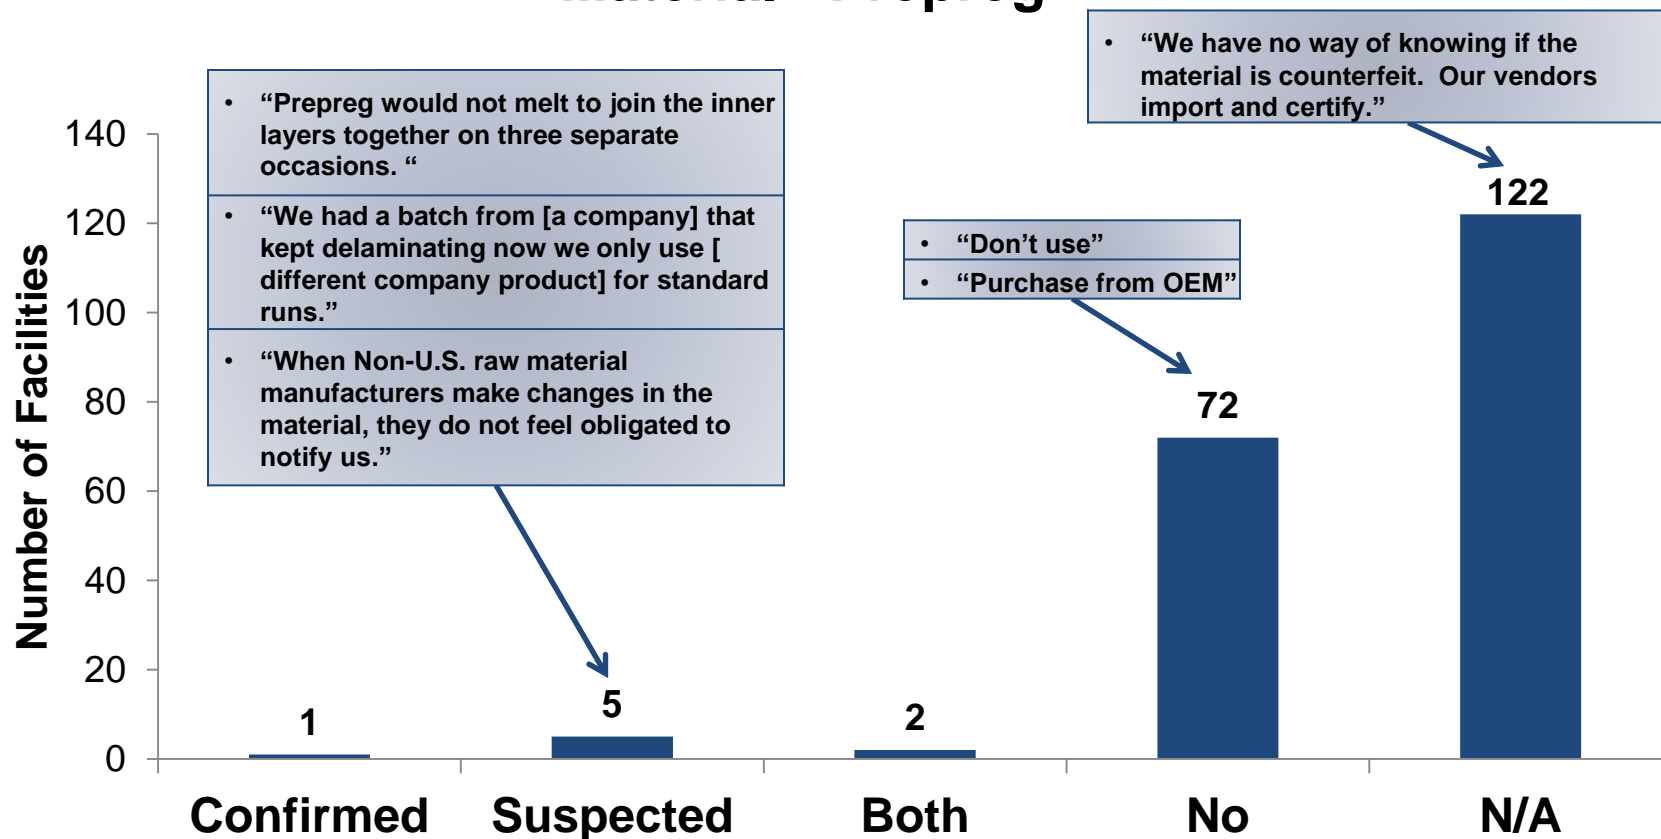 Material Prepreg
• “We have no way of knowing if the
material is counterfeit. Our vendors
import and certify.”
• “Prepreg would not melt to join the inner
layers together on three separate
occasions. “
• “We had a batch from [a company] that
kept delaminating now we only use [
different company product] for standard
runs.”
• “When Non-U.S. raw material
manufacturers make changes in the
material, they do not feel obligated to
notify us.”
• “Don’t use”
• “Purchase from OEM”
Number of Facilities
140
120
100
80
60
40
20
0
1
5
2
72
122
Confirmed
Suspected
Both
No
N/A